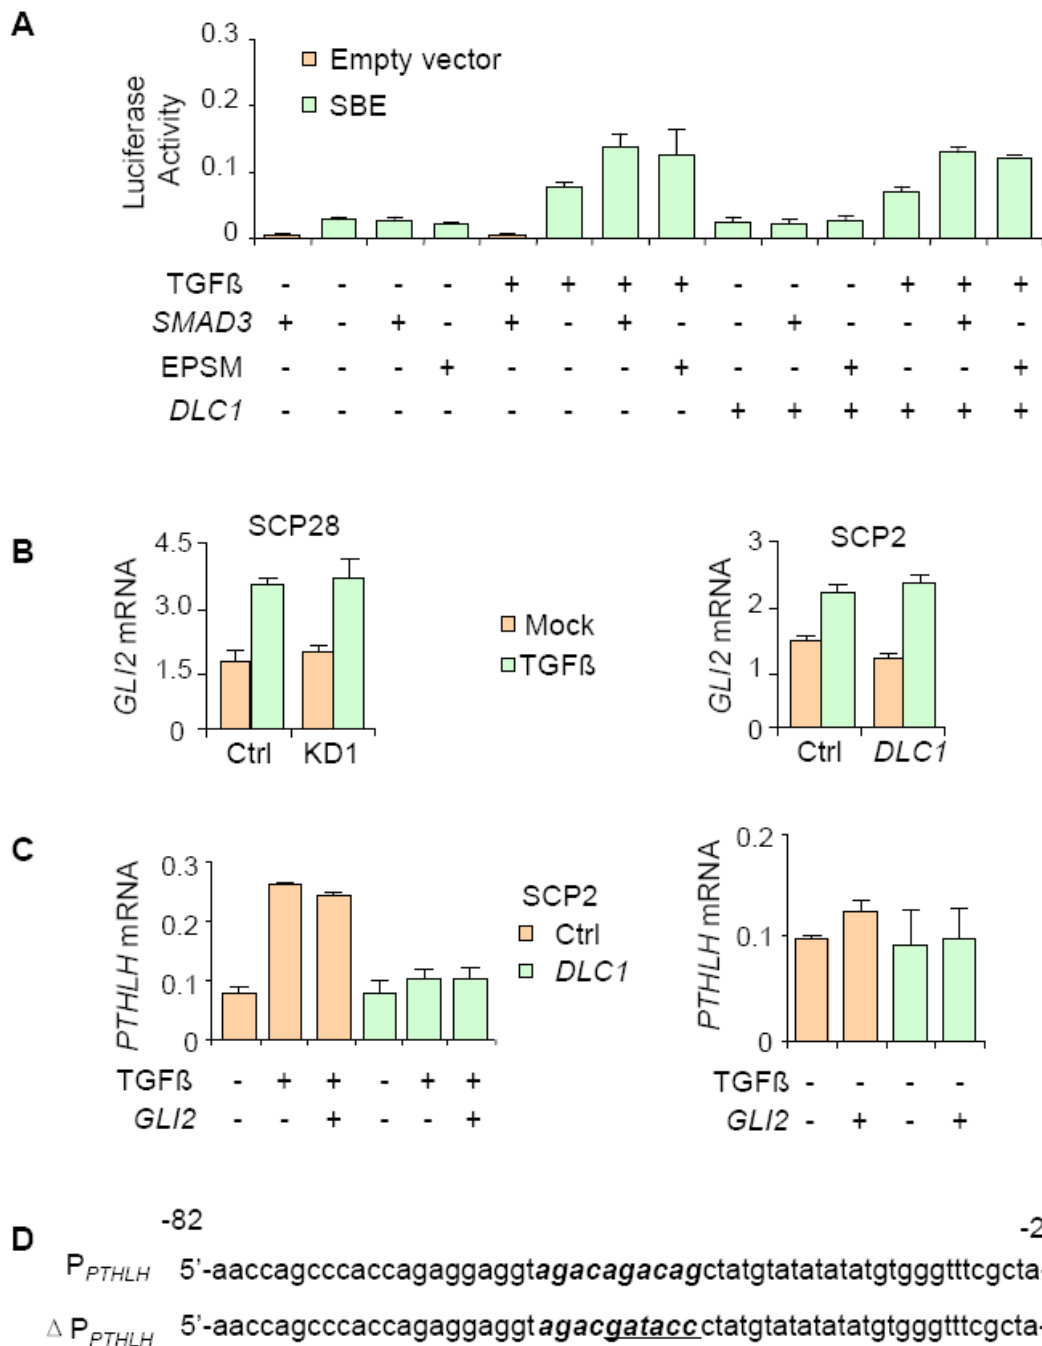 A
0.3
0.2
0.1
0
Luciferase
Activity
Empty vector
SBE
TGFß - - - - + + + + - - - + + +
SMAD3 + - + - + - + - - + - - + -
EPSM - - - + - - - + - - + - - +
DLC1 - - - - - - - - + + + + + +
B
SCP28
4.5
3.0
1.5
0
GLI2 mRNA
Ctrl KD1
Mock
TGFß
SCP2
3
2
1
0
GLI2 mRNA
Ctrl DLC1
C
0.3
0.2
0.1
0
PTHLH mRNA
TGFß - + + - + +
GLI2 - - + - - +
SCP2
Ctrl
DLC1
0.2
0.1
0
PTHLH mRNA
TGFß - - - -
GLI2 - + - +
D
-82 -2
PPTHLH 5'-aaccagcccaccagaggaggtagacagacagctatgtatatatatgtgggtttcgcta-
Δ PPTHLH 5'-aaccagcccaccagaggaggtagacgataccctatgtatatatatgtgggtttcgcta-